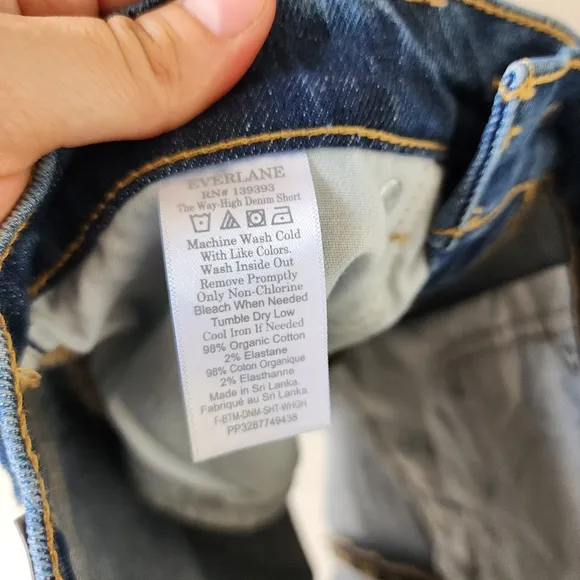 EVERLANE
RN# 139393
The Way-High Denim Short
Machine Wash Cold
With Like Colors.
Wash Inside Out
Remove Promptly
Only Non-Chlorine
Bleach When Needed
Tumble Dry Low
Cool Iron If Needed
98% Organic Cotton
2% Elastane
98% Coton Organique
2% Elasthanne
Made in Sri Lanka.
Fabriqué au Sri Lanka.
F-BTM-DNM-SHT-WHGH
PP3287749438